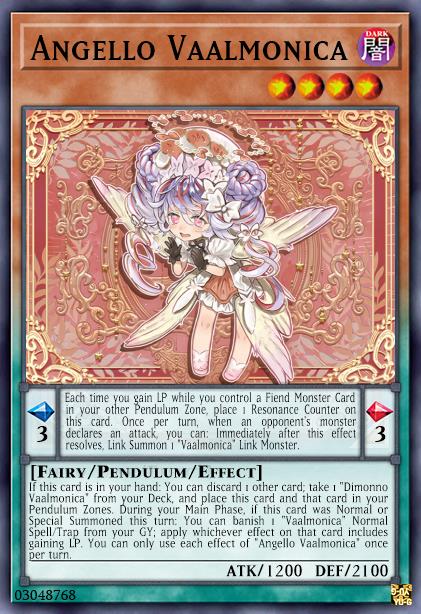 Angello Vaalmonica
DARK
闇
Each time you gain LP while you control a Fiend Monster Card
in your other Pendulum Zone, place 1 Resonance Counter on
this card. Once per turn, when an opponent's monster
declares an attack, you can: Immediately after this effect
resolves, Link Summon 1 "Vaalmonica" Link Monster.
3
3
[Fairy/Pendulum/Effect]
If this card is in your hand: You can discard 1 other card; take 1 "Dimonno
Vaalmonica" from your Deck, and place this card and that card in your
Pendulum Zones. During your Main Phase, if this card was Normal or
Special Summoned this turn: You can banish 1 "Vaalmonica" Normal
Spell/Trap from your GY; apply whichever effect on that card includes
gaining LP. You can only use each effect of "Angello Vaalmonica" once
per turn.
ATK/1200 DEF/2100
03048768